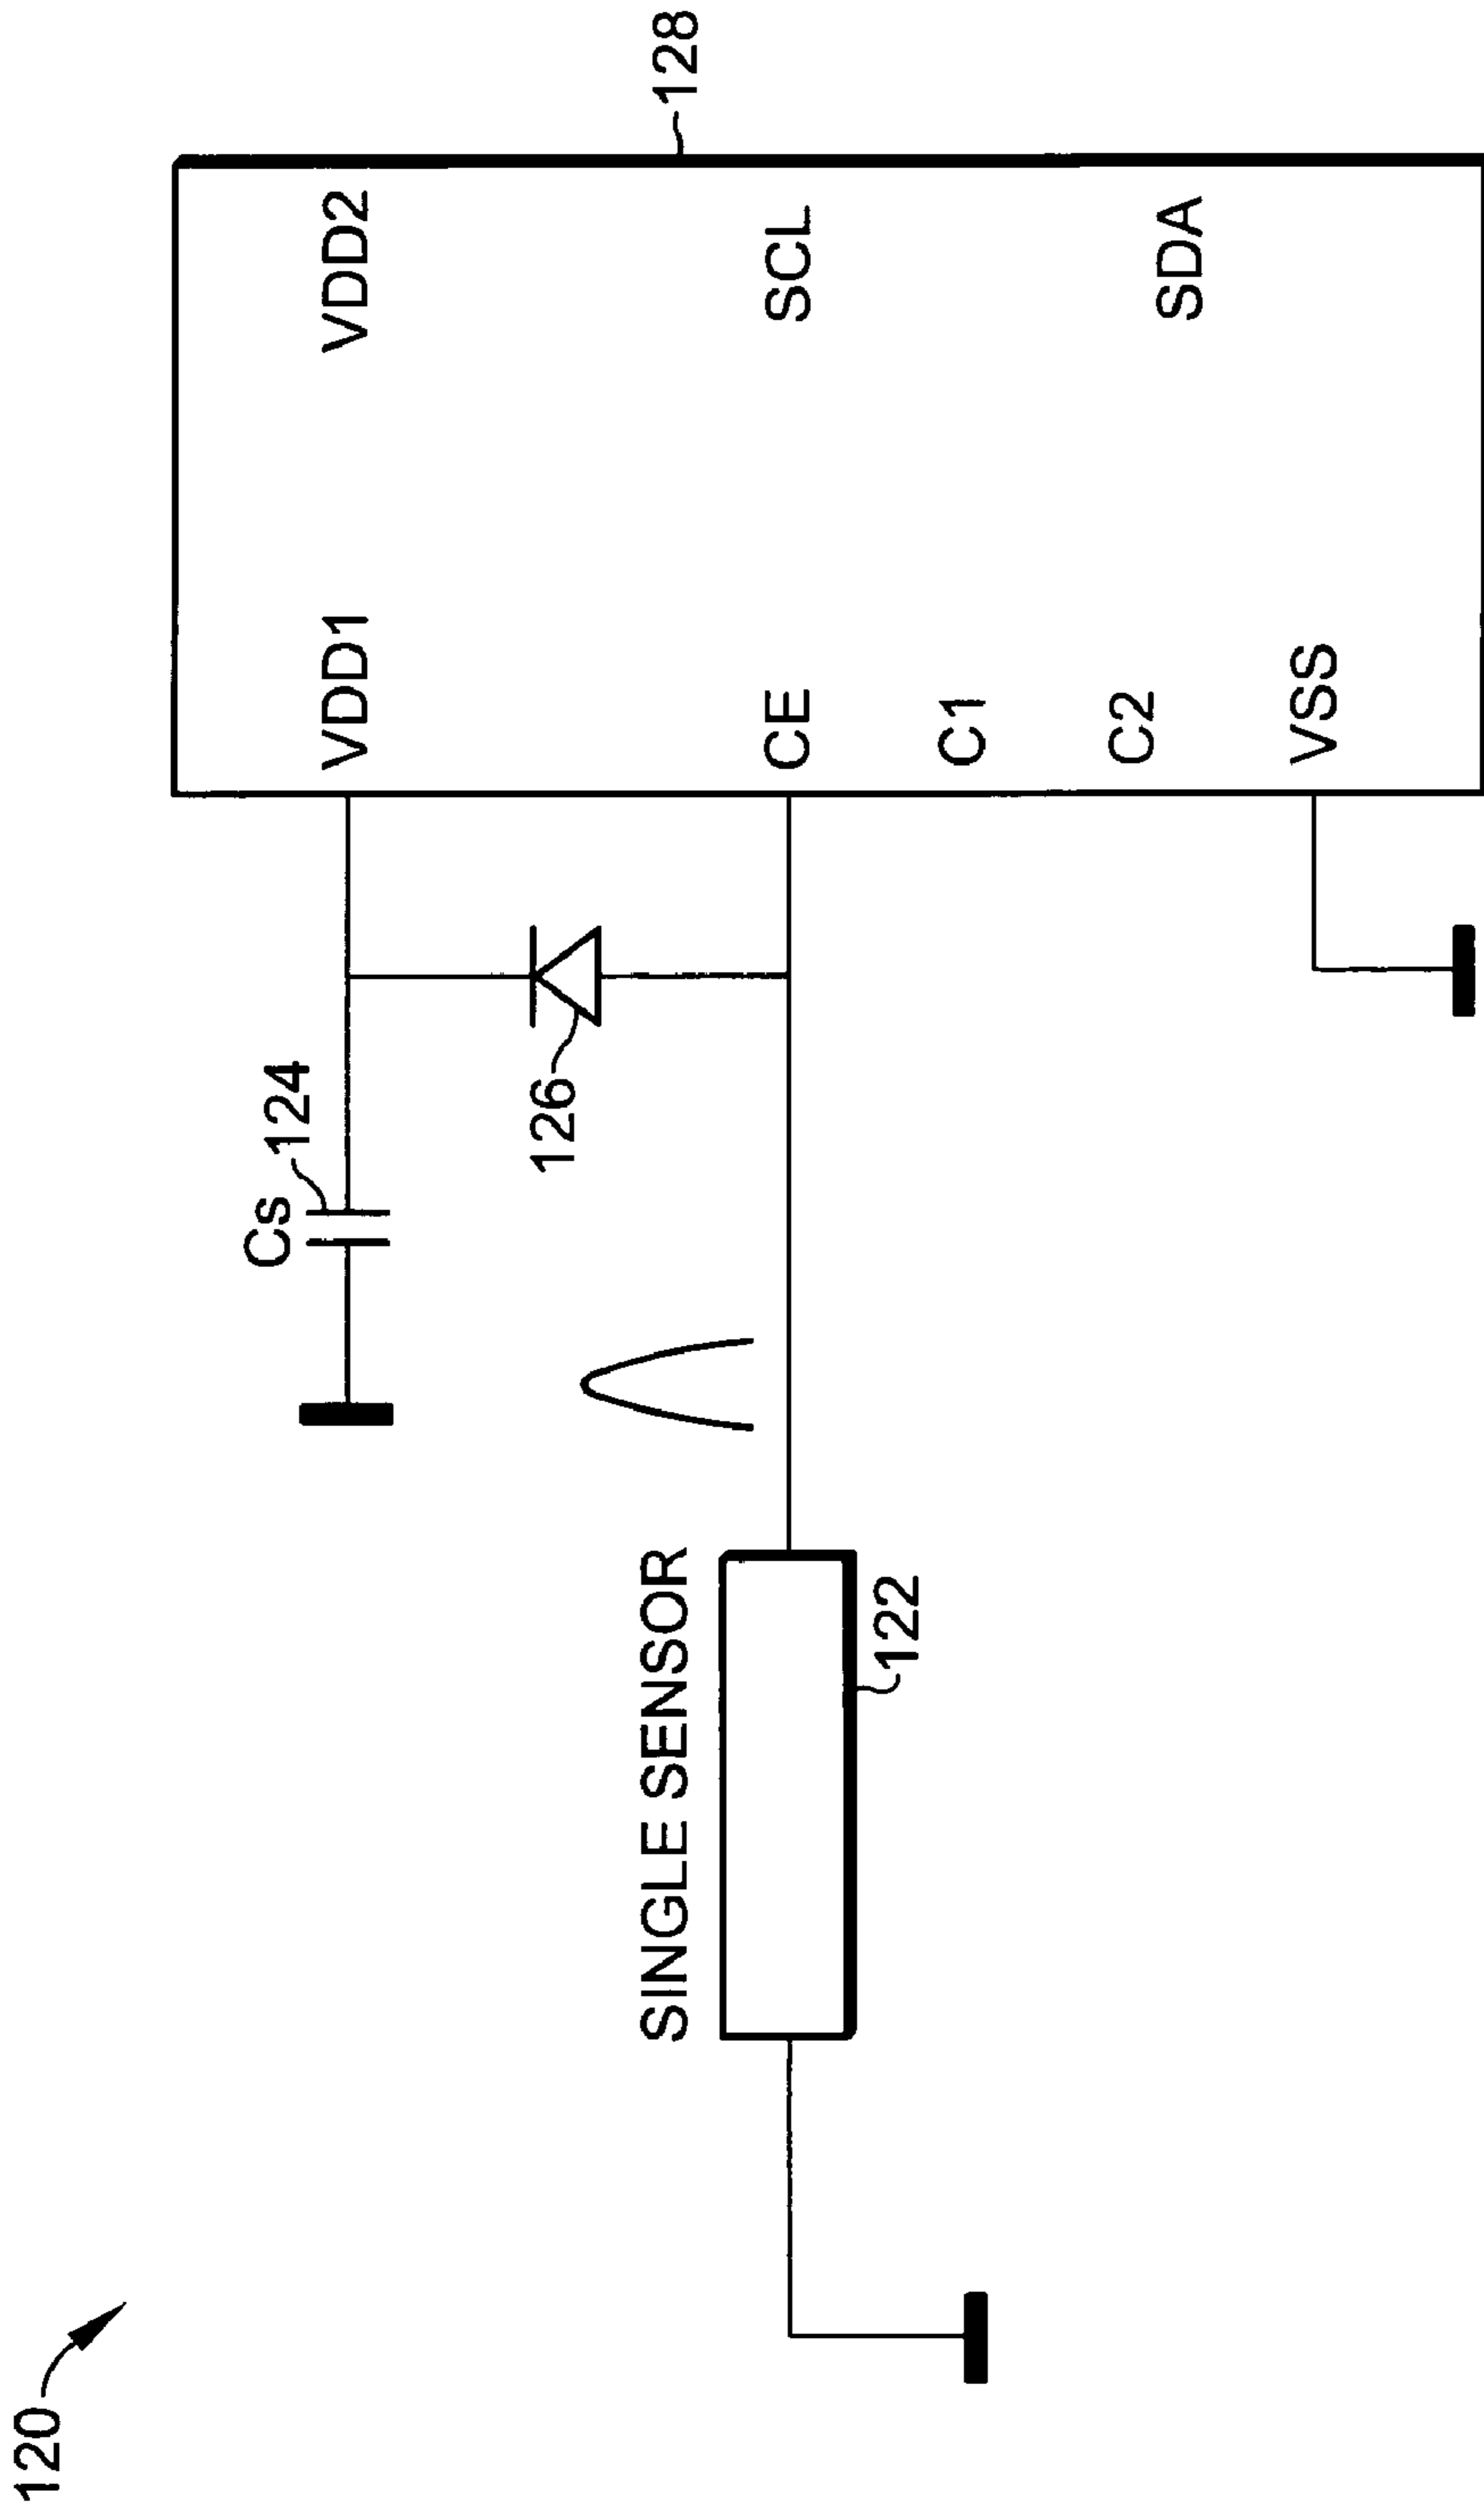 120
Cs
124
VDD1
VDD2
128
126
SINGLE SENSOR
122
CE
SCL
C1
C2
SDA
VSS